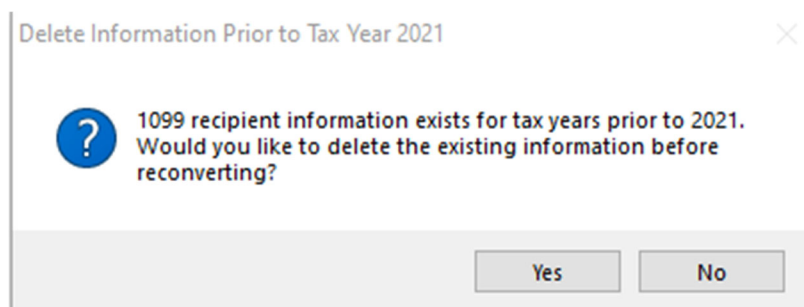 Delete Information Prior to Tax Year 2021
1099 recipient information exists for tax years prior to 2021.
Would you like to delete the existing information before
reconverting?
Yes
No